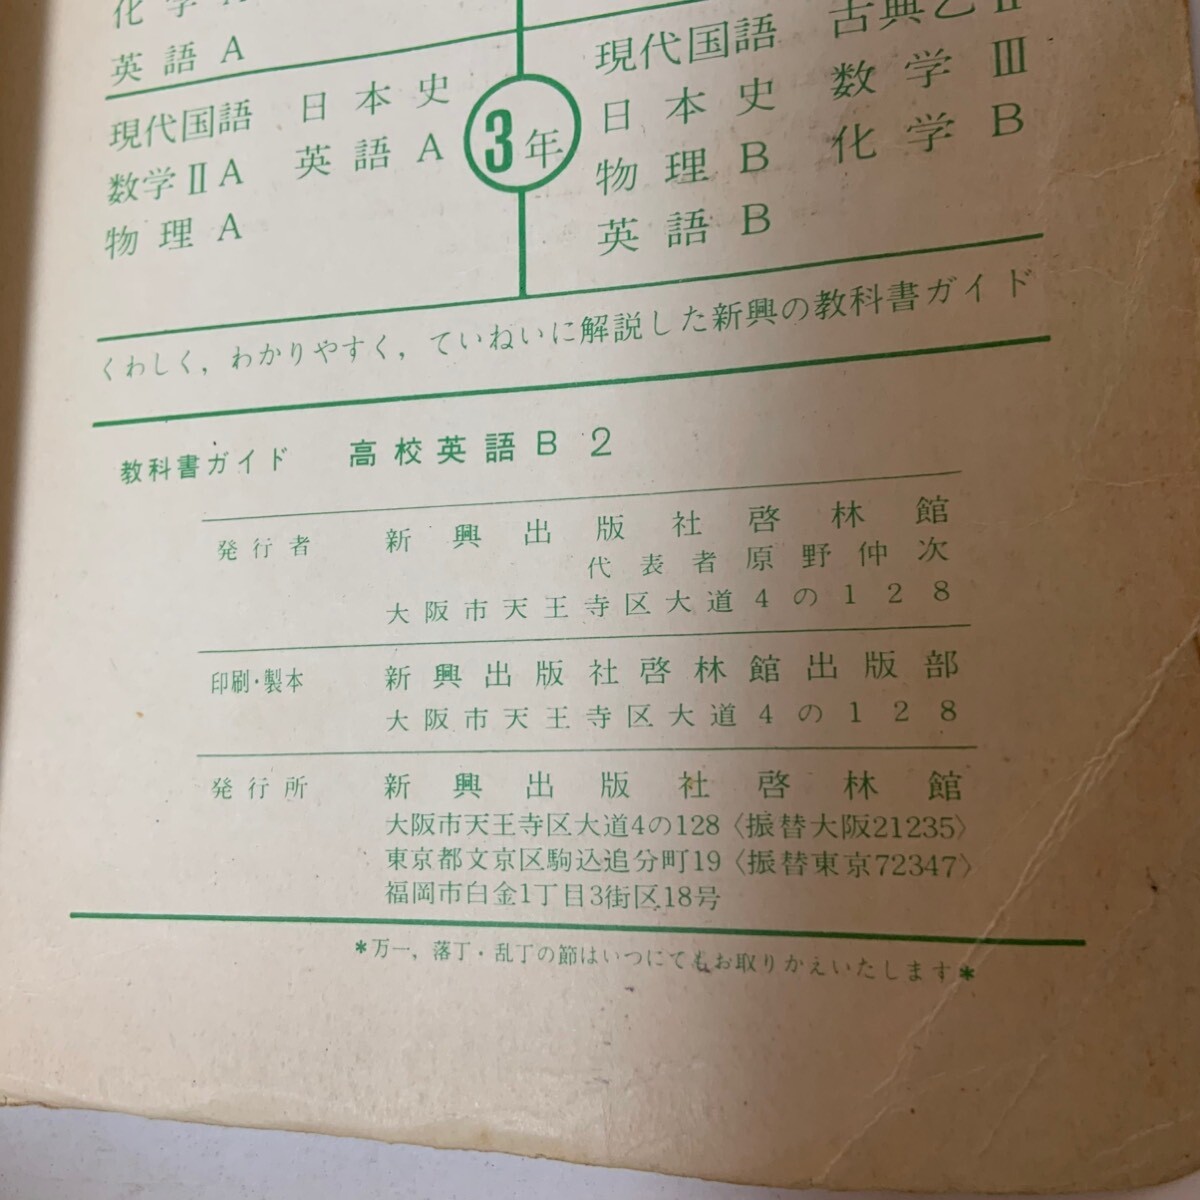 化学
英語A
現代国語 日本史
数学ⅡA 英語A
物理A
3年
現代国語 古典乙Ⅱ
日本史 数学Ⅲ
物理B 化学B
英語B
くわしく，わかりやすく，ていねいに解説した新興の教科書ガイド
教科書ガイド 高校英語B2
発行者 新興出版社啓林館
代表者原野仲次
大阪市天王寺区大道4の128
印刷・製本 新興出版社啓林館出版部
大阪市天王寺区大道4の128
発行所 新興出版社啓林館
大阪市天王寺区大道4の128〈振替大阪21235〉
東京都文京区駒込追分町19〈振替東京72347〉
福岡市白金1丁目3街区18号
*万一，落丁・乱丁の節はいつにてもお取りかえいたします*